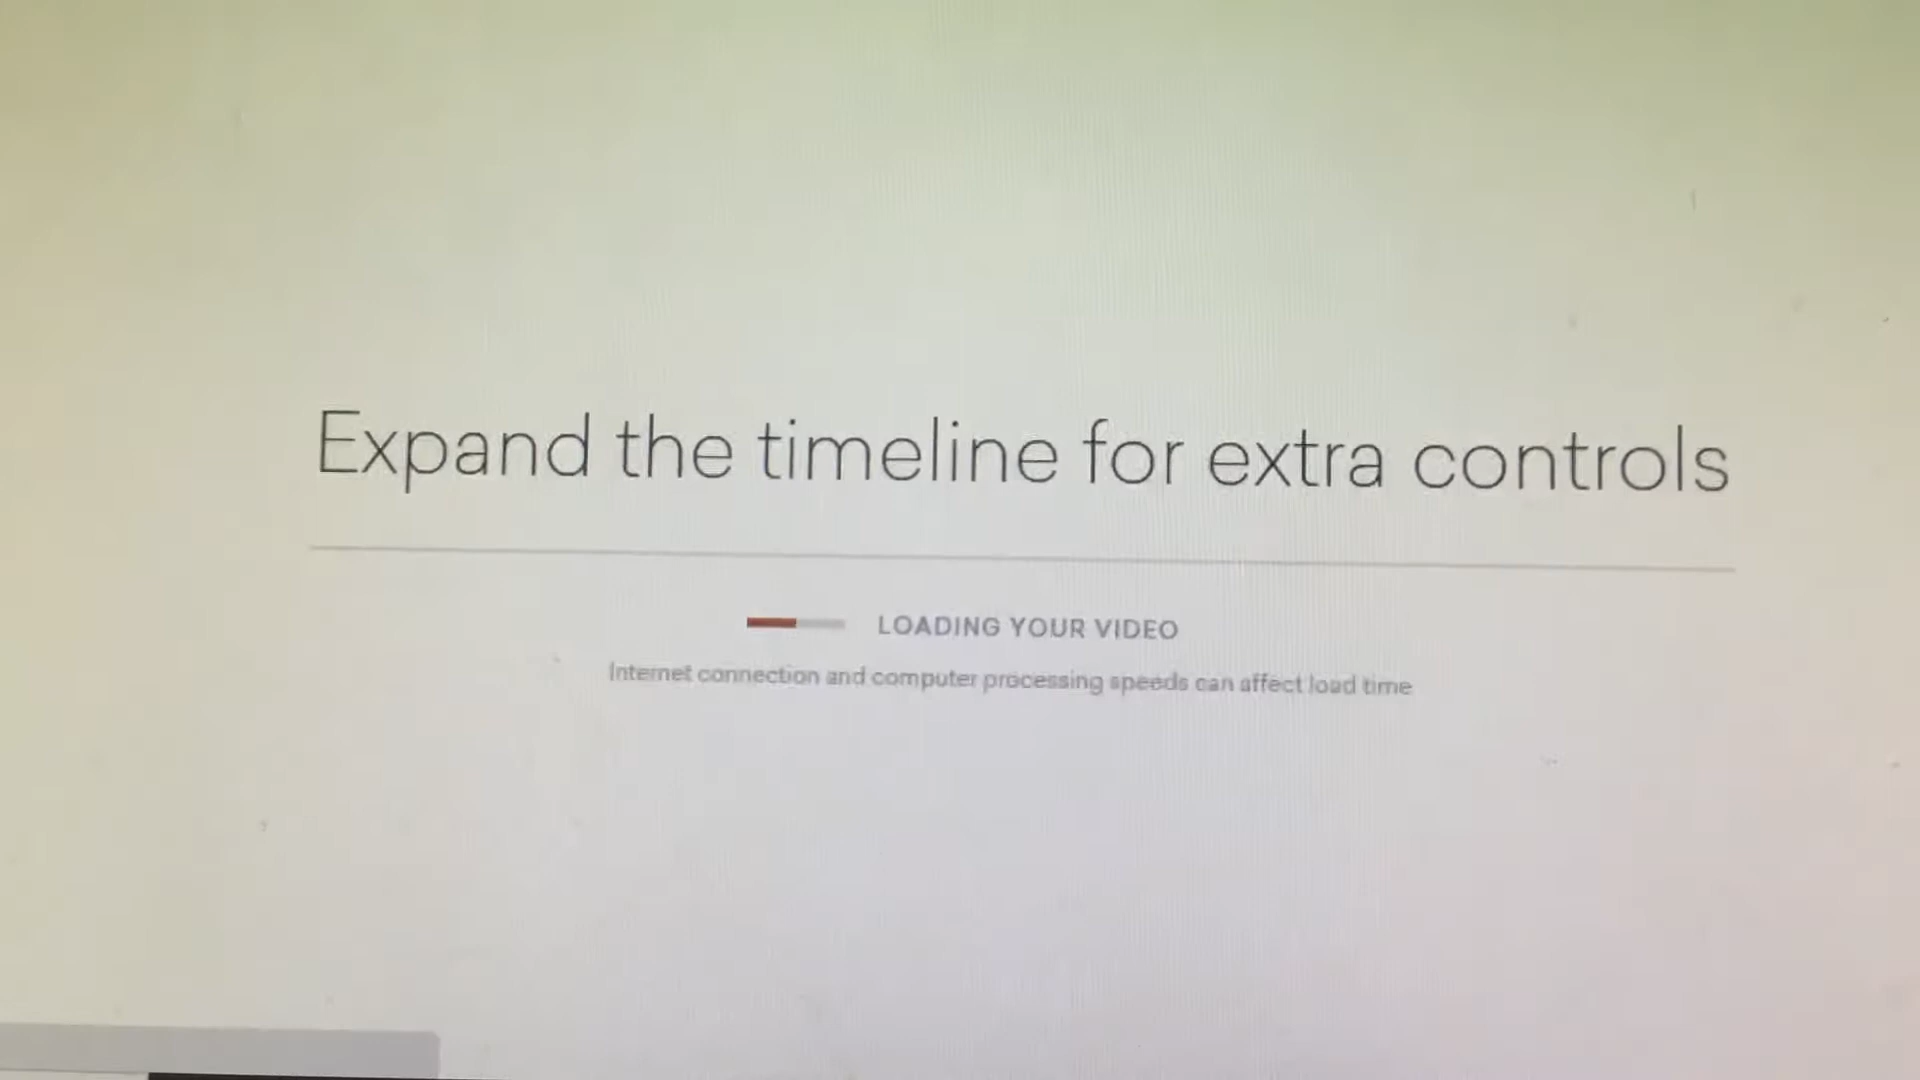 Expand the timeline for extra controls
LOADING YOUR VIDEO
Internet connection and computer processing speeds can affect load time